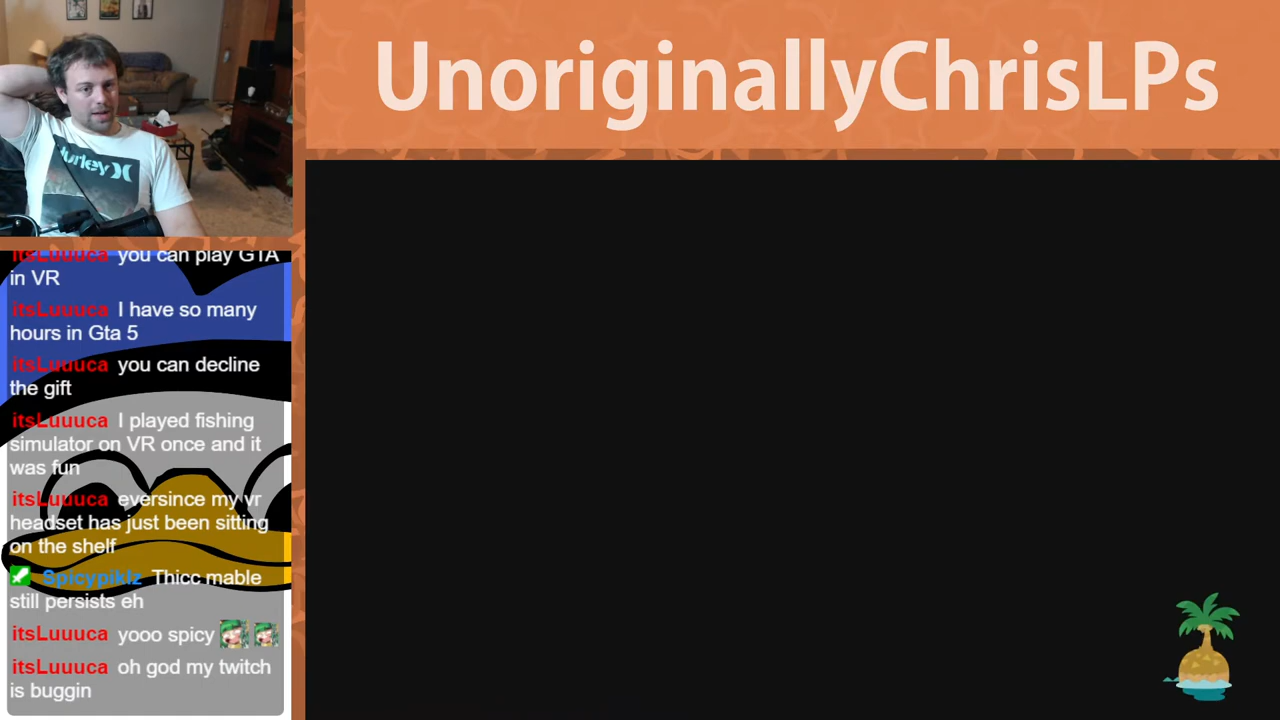 UnoriginallyChrisLPs
Hurley
itsLuuuca you can play GTA
in VR
itsLuuuca I have so many
hours in Gta 5
itsLuuuca you can decline
the gift
itsLuuuca I played fishing
simulator on VR once and it
was fun
itsLuuuca eversince my vr
headset has just been sitting
on the shelf
Spicypiklz Thicc mable
still persists eh
itsLuuuca yooo spicy
itsLuuuca oh god my twitch
is buggin